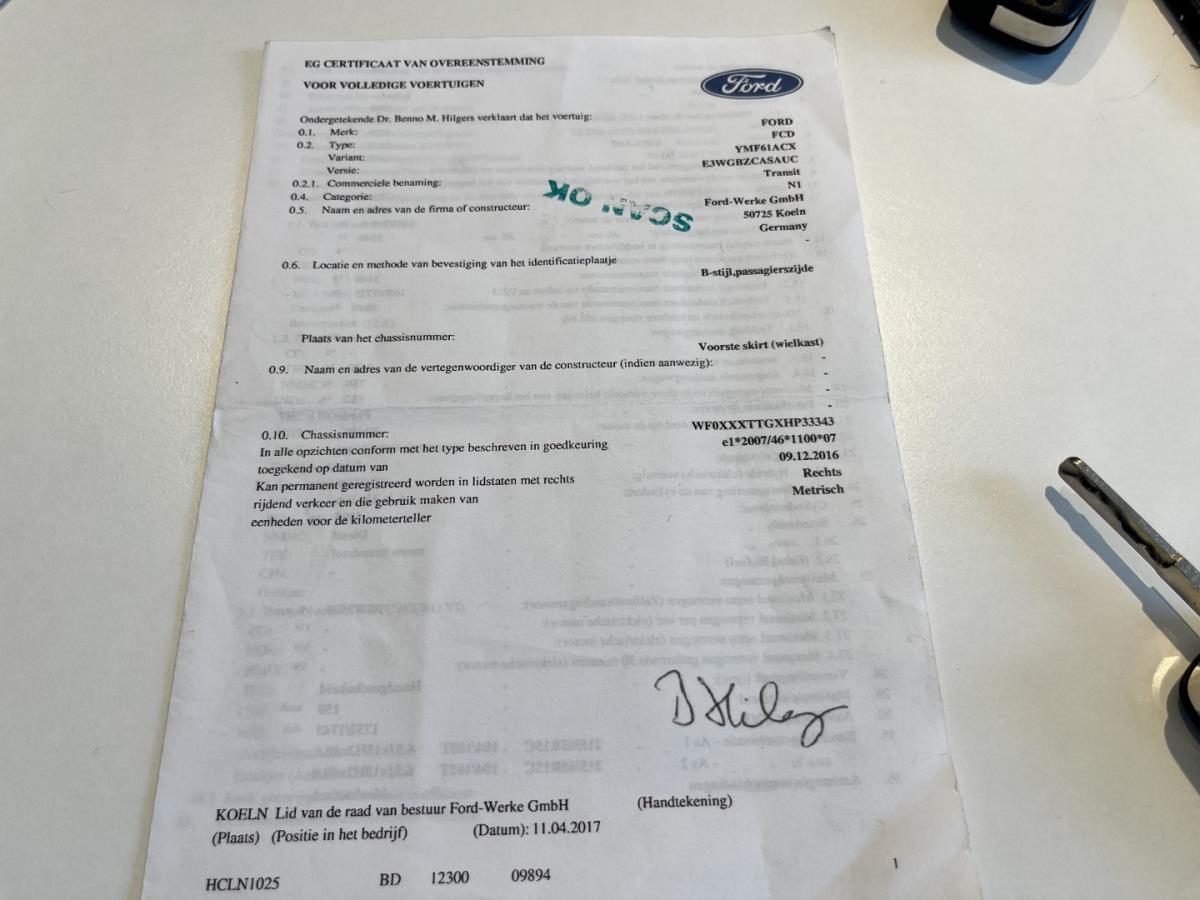 EG CERTIFICAAT VAN OVEREENSTEMMING
VOOR VOLLEDIGE VOERTUIGEN
Ford
Ondergetekende Dr. Benno M. Hilgers verklaart dat het voertuig:
0.1. Merk: FORD
0.2. Type: FCD
Variant: YMF61ACX
Versie: E3WGBZCASAUC
0.2.1. Commerciele benaming: Transit
0.4. Categorie: N1
0.5. Naam en adres van de firma of constructeur: Ford-Werke GmbH
50725 Koeln
Germany
-
SCAN OK
0.6. Locatie en methode van bevestiging van het identificatieplaatje
B-stijl,passagierszijde
Plaats van het chassisnummer:
Voorste skirt (wielkast)
0.9. Naam en adres van de vertegenwoordiger van de constructeur (indien aanwezig): -
-
-
-
0.10. Chassisnummer: WF0XXXTTGXHP33343
In alle opzichten conform met het type beschreven in goedkeuring e1*2007/46*1100*07
toegekend op datum van 09.12.2016
Kan permanent geregistreerd worden in lidstaten met rechts Rechts
rijdend verkeer en die gebruik maken van Metrisch
eenheden voor de kilometerteller
KOELN Lid van de raad van bestuur Ford-Werke GmbH (Handtekening)
(Plaats) (Positie in het bedrijf) (Datum): 11.04.2017
HCLN1025 BD 12300 09894
1